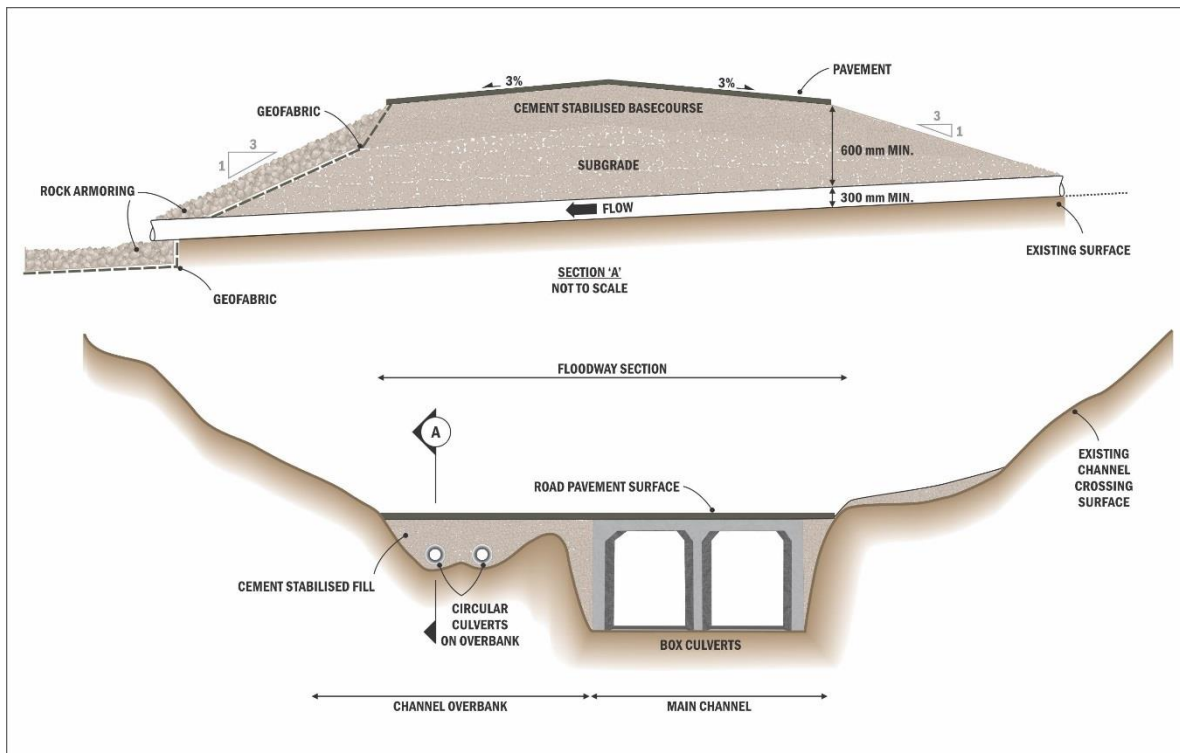 3%
3%
PAVEMENT
GEOFABRIC
CEMENT STABILISED BASECOURSE
3
1
3
1
600 mm MIN.
SUBGRADE
ROCK ARMORING
300 mm MIN.
FLOW
EXISTING SURFACE
GEOFABRIC
SECTION ‘A’
NOT TO SCALE
FLOODWAY SECTION
A
EXISTING
CHANNEL
CROSSING
SURFACE
ROAD PAVEMENT SURFACE
CEMENT STABILISED FILL
CIRCULAR
CULVERTS
ON OVERBANK
BOX CULVERTS
CHANNEL OVERBANK
MAIN CHANNEL